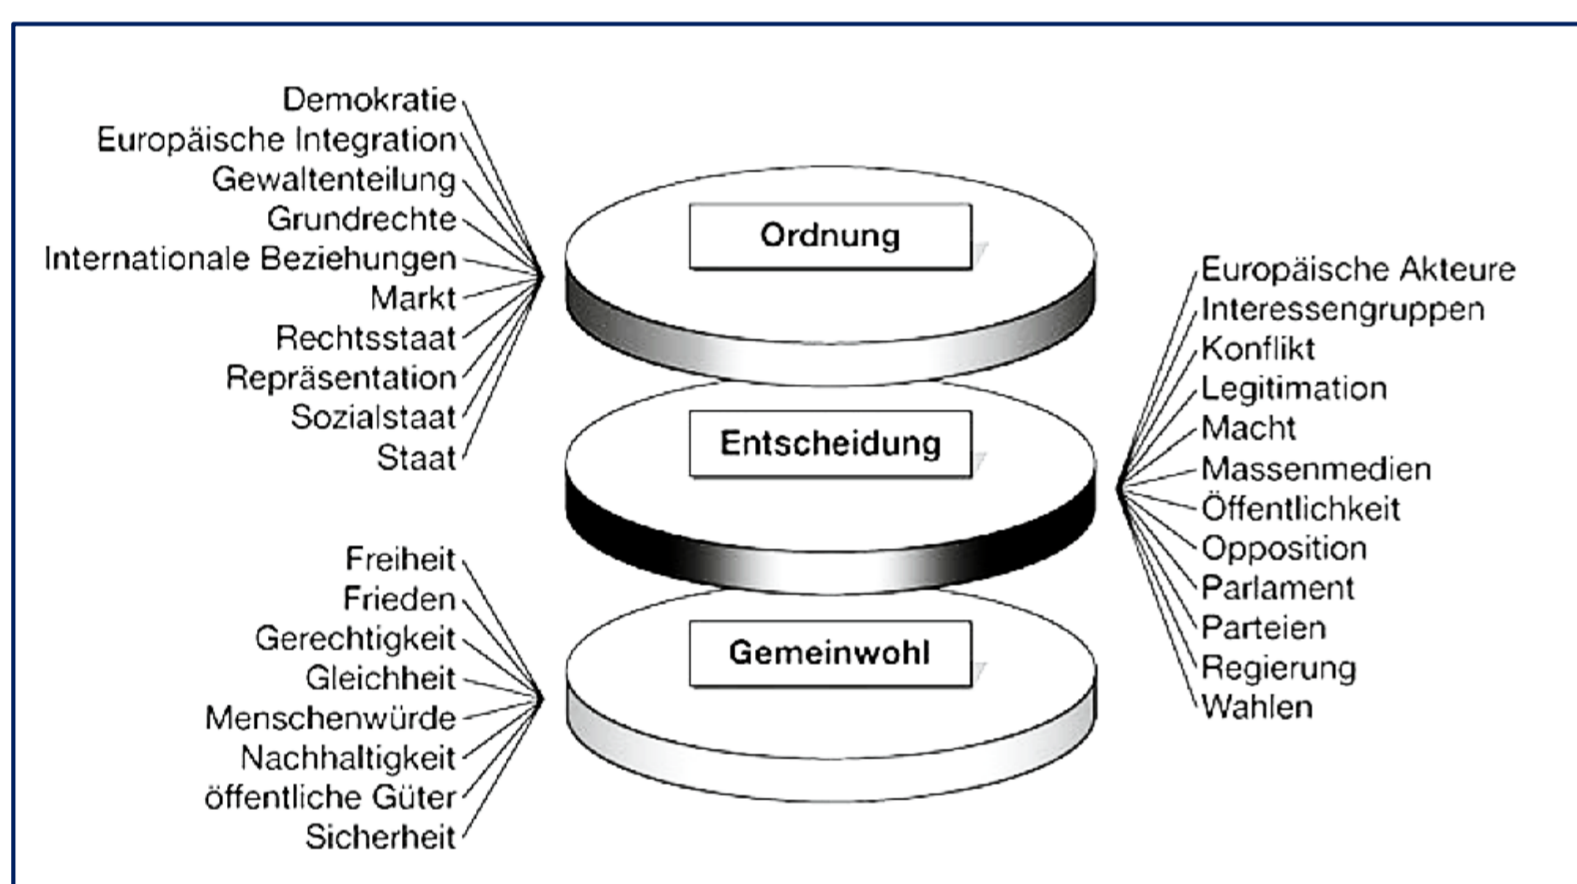 Demokratie
Europäische Integration
Gewaltenteilung
Grundrechte
Internationale Beziehungen
Markt
Rechtsstaat
Repräsentation
Sozialstaat
Staat
Ordnung
Entscheidung
Europäische Akteure
Interessengruppen
Konflikt
Legitimation
Macht
Massenmedien
Öffentlichkeit
Opposition
Parlament
Parteien
Regierung
Wahlen
Freiheit
Frieden
Gerechtigkeit
Gleichheit
Menschenwürde
Nachhaltigkeit
öffentliche Güter
Sicherheit
Gemeinwohl